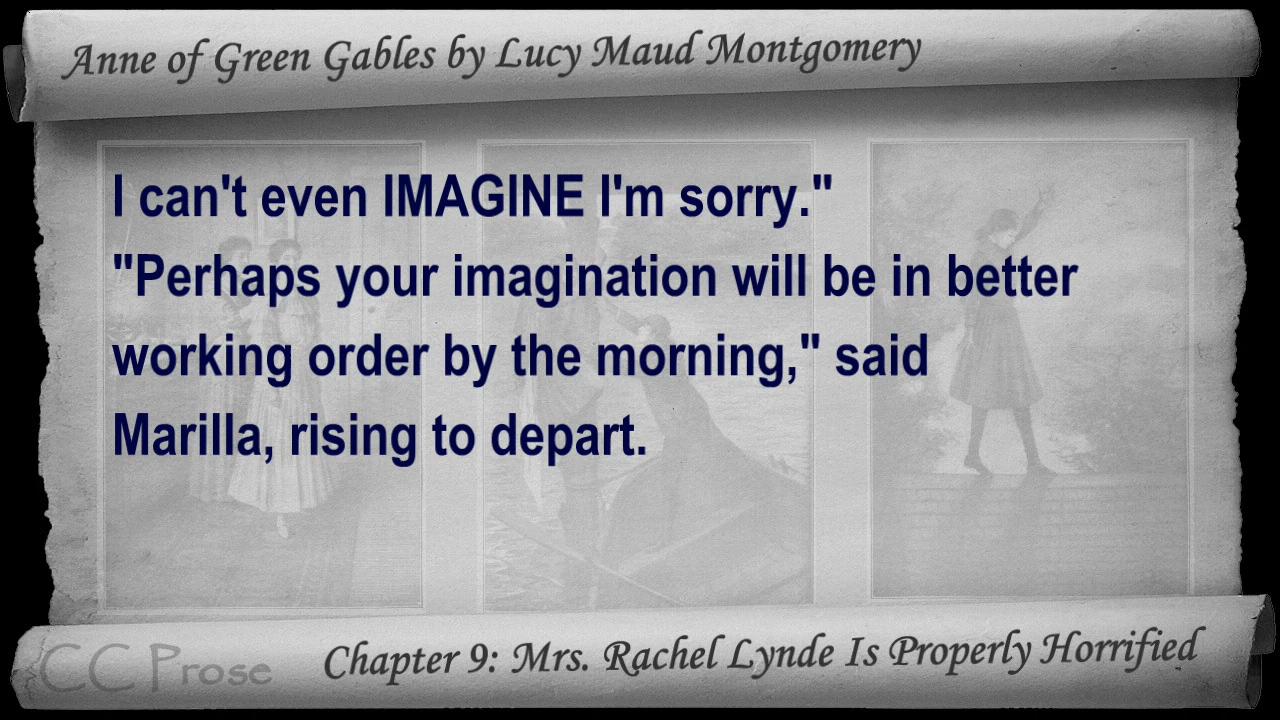 Anne of Green Gables by Lucy Maud Montgomery
I can't even IMAGINE I'm sorry."
"Perhaps your imagination will be in better
working order by the morning," said
Marilla, rising to depart.
CC Prose
Chapter 9: Mrs. Rachel Lynde Is Properly Horrified